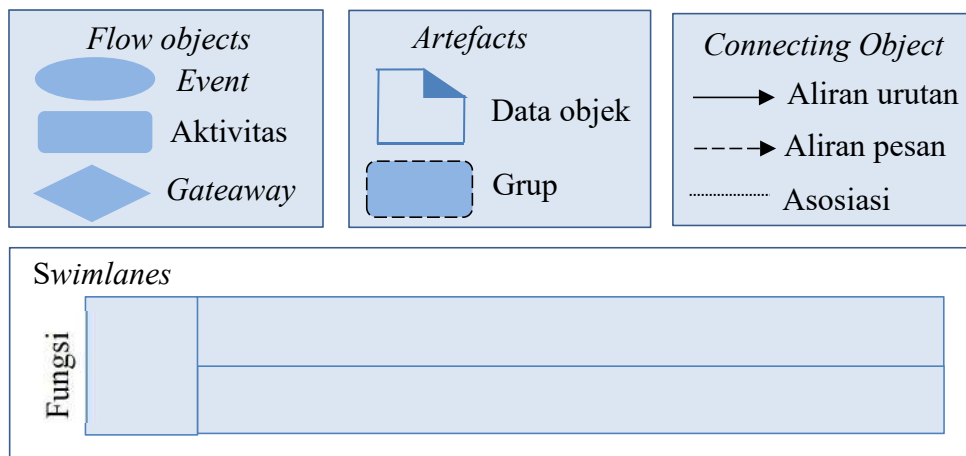 Flow objects
Event
Aktivitas
Gateaway
Artefacts
Data objek
Grup
Connecting Object
Aliran urutan
Aliran pesan
Asosiasi
Swimlanes
Fungsi